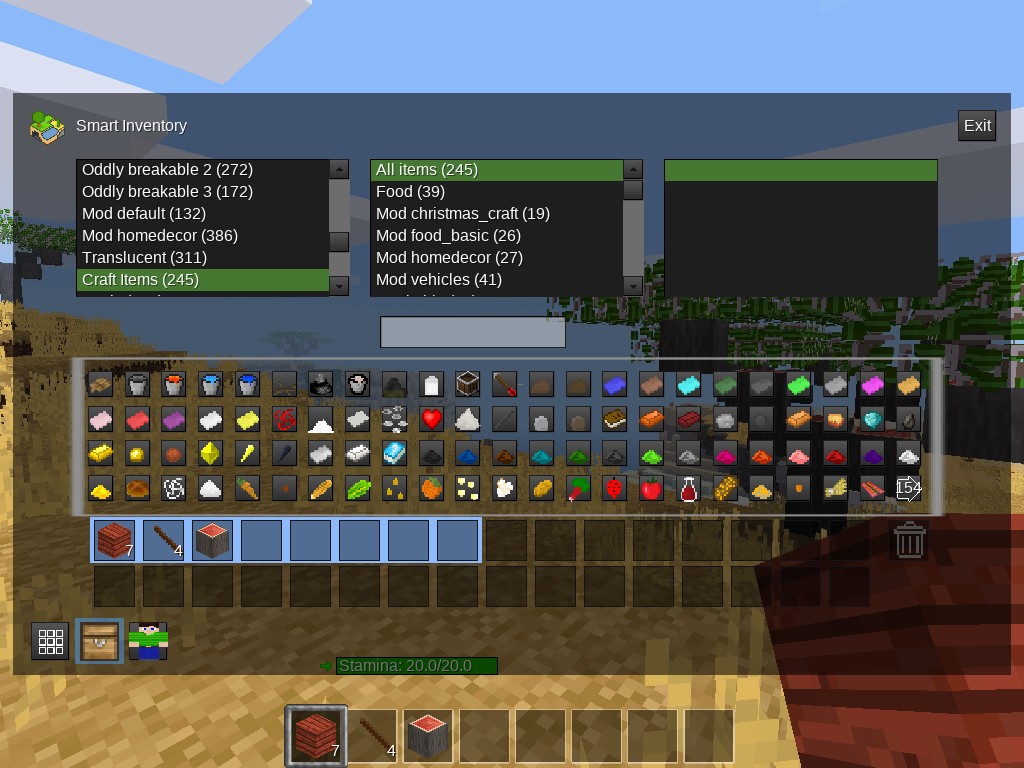 Smart Inventory
Exit
Oddly breakable 2 (272)
Oddly breakable 3 (172)
Mod default (132)
Mod homedecor (386)
Translucent (311)
Craft Items (245)
All items (245)
Food (39)
Mod christmas_craft (19)
Mod food_basic (26)
Mod homedecor (27)
Mod vehicles (41)
154
7
4
Stamina: 20.0/20.0
7
4